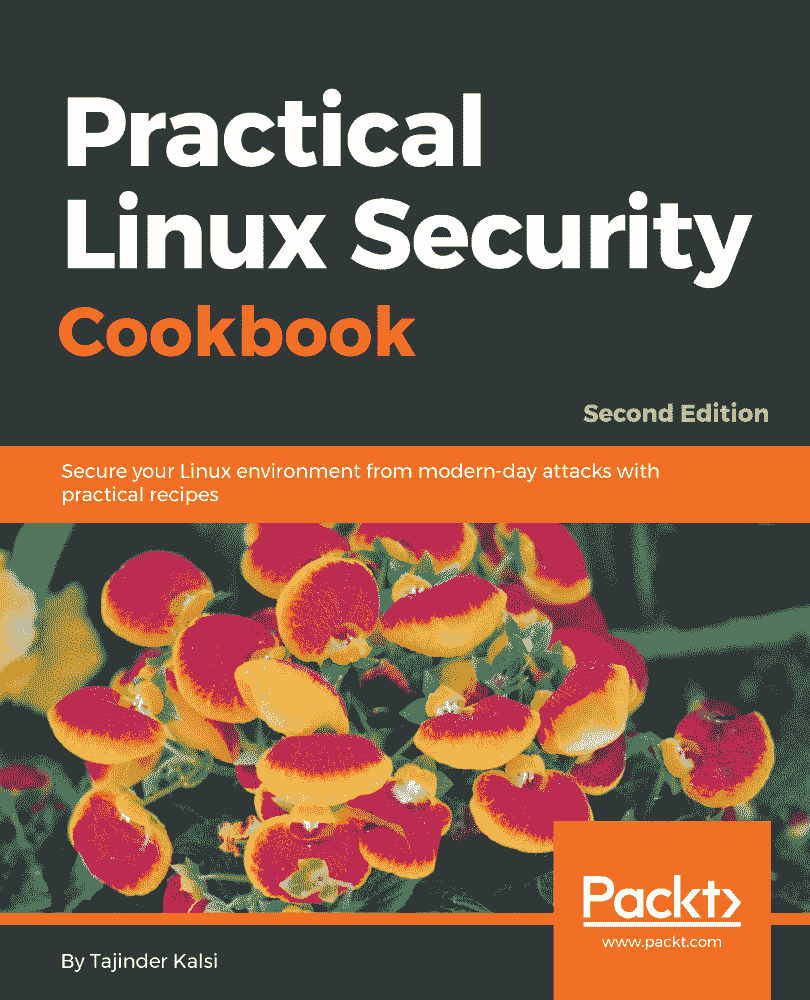 Practical
Linux Security
Cookbook
Second Edition
Secure your Linux environment from modern-day attacks with
practical recipes
Packt>
www.packt.com
By Tajinder Kalsi